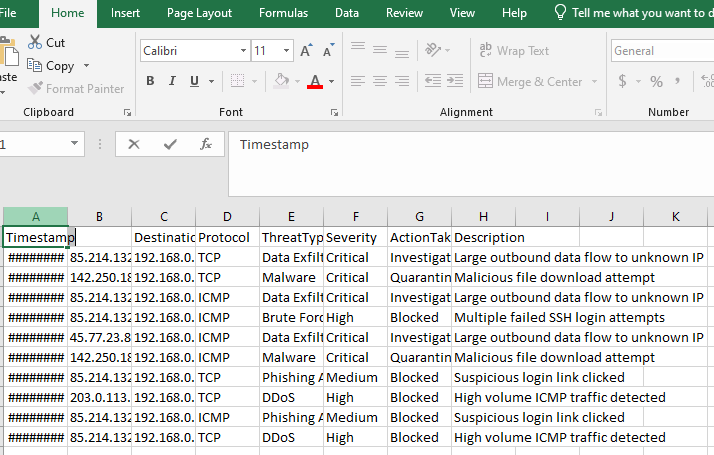 File Home Insert Page Layout Formulas Data Review View Help Tell me what you want to d
Cut
Copy
Format Painter
Calibri 11
B I U
Wrap Text
Merge & Center
General
$ % ,
Clipboard Font Alignment Number
1 fx Timestamp
A B C D E F G H I J K
Timestamp Destinatio Protocol ThreatTyp Severity ActionTak Description
######## 85.214.132 192.168.0. TCP Data Exfilt Critical Investigat Large outbound data flow to unknown IP
######## 142.250.18 192.168.0. TCP Malware Critical Quarantin Malicious file download attempt
######## 85.214.132 192.168.0. ICMP Data Exfilt Critical Investigat Large outbound data flow to unknown IP
######## 85.214.132 192.168.0. ICMP Brute Forc High Blocked Multiple failed SSH login attempts
######## 45.77.23.8 192.168.0. ICMP Data Exfilt Critical Investigat Large outbound data flow to unknown IP
######## 142.250.18 192.168.0. ICMP Malware Critical Quarantin Malicious file download attempt
######## 85.214.132 192.168.0. TCP Phishing A Medium Blocked Suspicious login link clicked
######## 203.0.113. TCP DDoS High Blocked High volume ICMP traffic detected
######## 85.214.132 192.168.0. ICMP Phishing A Medium Blocked Suspicious login link clicked
######## 85.214.132 192.168.0. TCP DDoS High Blocked High volume ICMP traffic detected